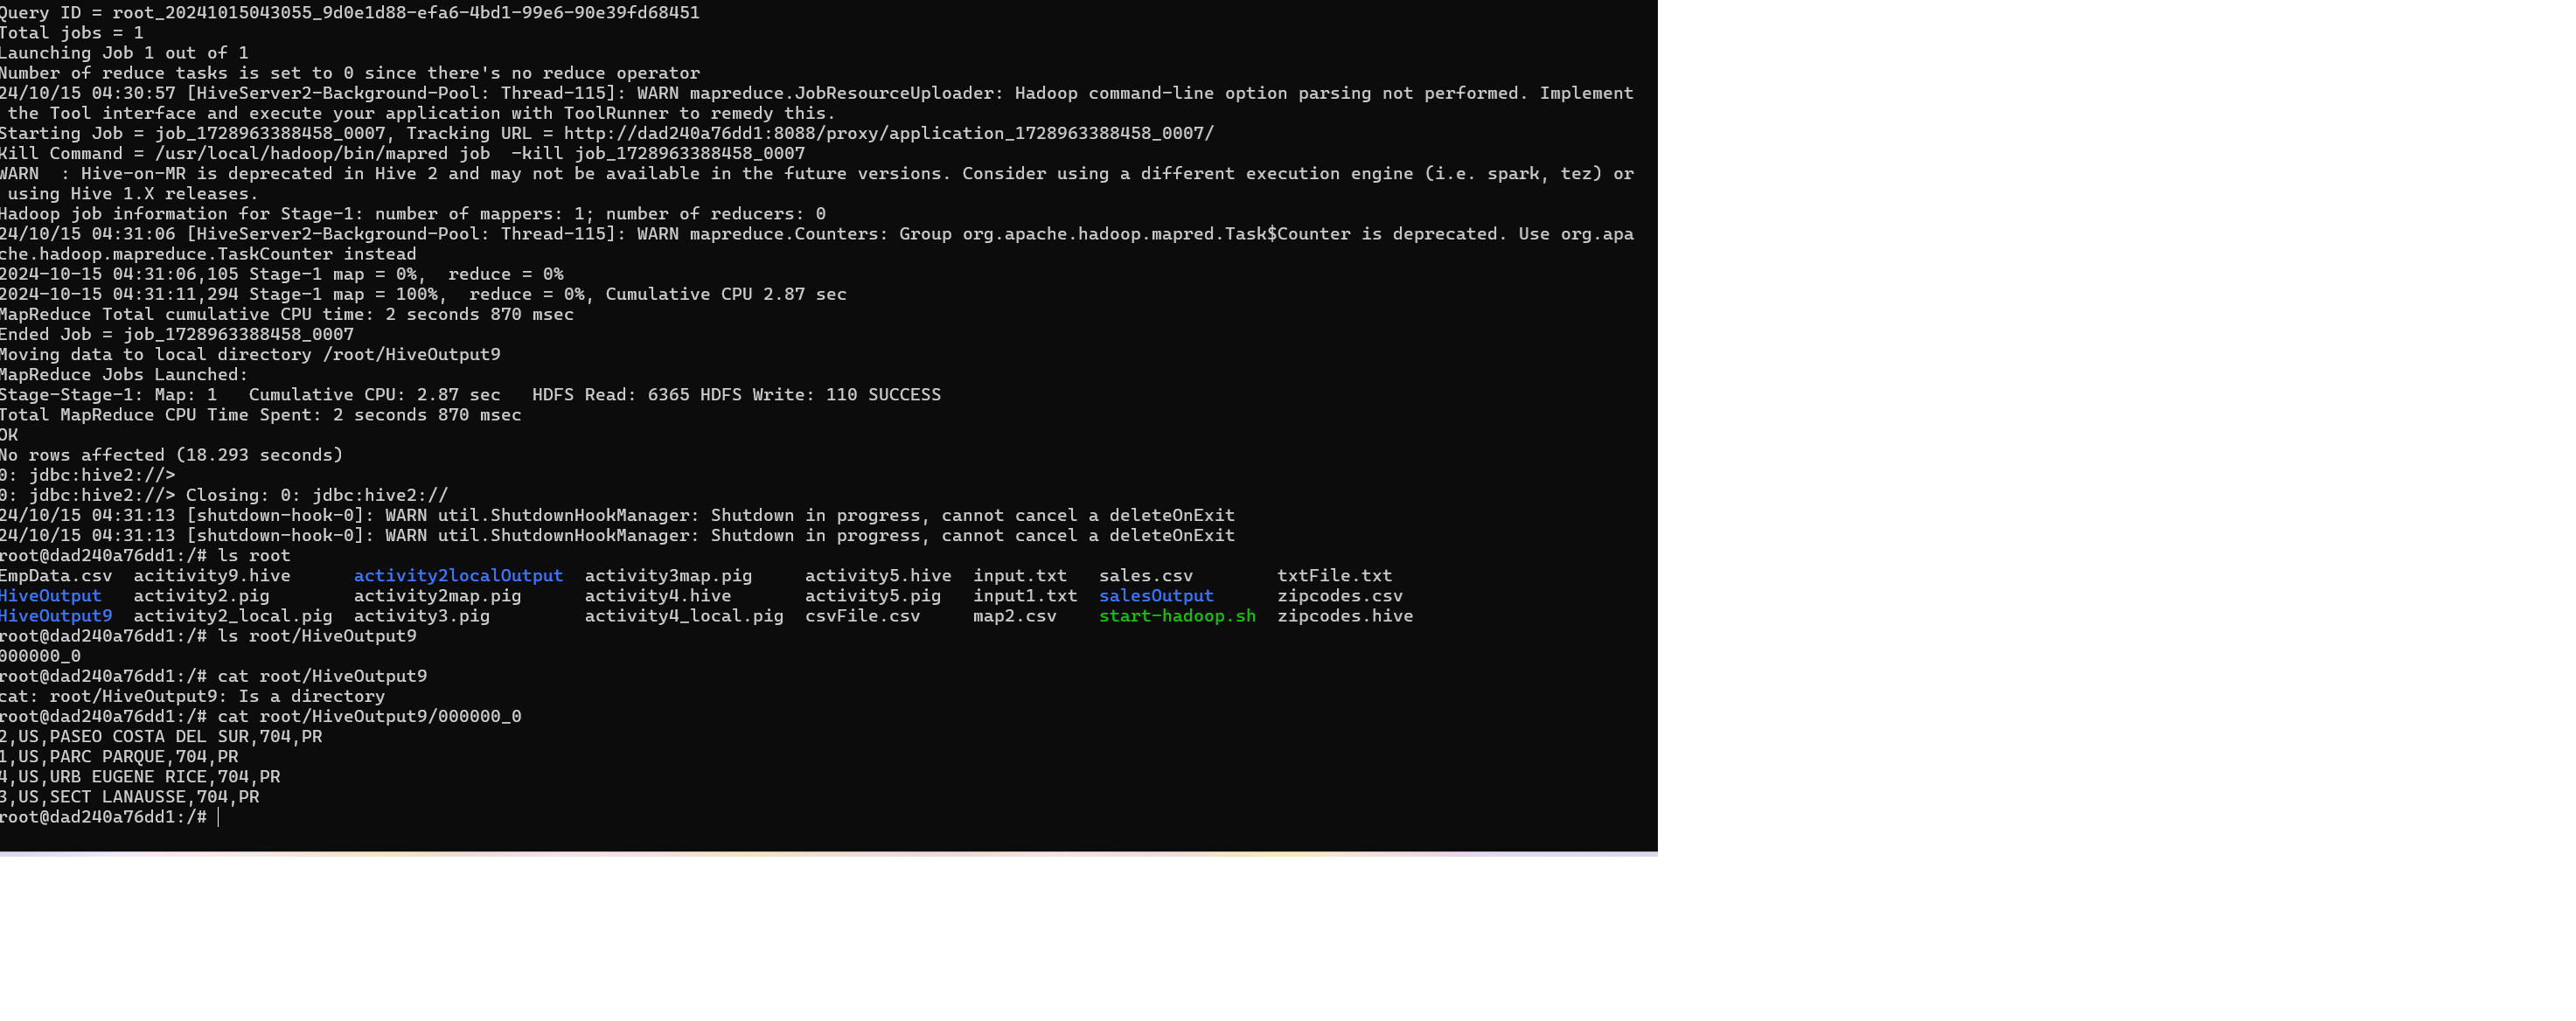 Query ID = root_20241015043055_9d0e1d88-efa6-4bd1-99e6-90e39fd68451
Total jobs = 1
Launching Job 1 out of 1
Number of reduce tasks is set to 0 since there's no reduce operator
24/10/15 04:30:57 [HiveServer2-Background-Pool: Thread-115]: WARN mapreduce.JobResourceUploader: Hadoop command-line option parsing not performed. Implement
 the Tool interface and execute your application with ToolRunner to remedy this.
Starting Job = job_1728963388458_0007, Tracking URL = http://dad240a76dd1:8088/proxy/application_1728963388458_0007/
Kill Command = /usr/local/hadoop/bin/mapred job  -kill job_1728963388458_0007
WARN  : Hive-on-MR is deprecated in Hive 2 and may not be available in the future versions. Consider using a different execution engine (i.e. spark, tez) or
 using Hive 1.X releases.
Hadoop job information for Stage-1: number of mappers: 1; number of reducers: 0
24/10/15 04:31:06 [HiveServer2-Background-Pool: Thread-115]: WARN mapreduce.Counters: Group org.apache.hadoop.mapred.Task$Counter is deprecated. Use org.apa
che.hadoop.mapreduce.TaskCounter instead
2024-10-15 04:31:06,105 Stage-1 map = 0%,  reduce = 0%
2024-10-15 04:31:11,294 Stage-1 map = 100%,  reduce = 0%, Cumulative CPU 2.87 sec
MapReduce Total cumulative CPU time: 2 seconds 870 msec
Ended Job = job_1728963388458_0007
Moving data to local directory /root/HiveOutput9
MapReduce Jobs Launched:
Stage-Stage-1: Map: 1   Cumulative CPU: 2.87 sec   HDFS Read: 6365 HDFS Write: 110 SUCCESS
Total MapReduce CPU Time Spent: 2 seconds 870 msec
OK
No rows affected (18.293 seconds)
0: jdbc:hive2://>
0: jdbc:hive2://> Closing: 0: jdbc:hive2://
24/10/15 04:31:13 [shutdown-hook-0]: WARN util.ShutdownHookManager: Shutdown in progress, cannot cancel a deleteOnExit
24/10/15 04:31:13 [shutdown-hook-0]: WARN util.ShutdownHookManager: Shutdown in progress, cannot cancel a deleteOnExit
root@dad240a76dd1:/# ls root
EmpData.csv  acitivity9.hive      activity2localOutput  activity3map.pig     activity5.hive  input.txt   sales.csv        txtFile.txt
HiveOutput   activity2.pig        activity2map.pig      activity4.hive       activity5.pig   input1.txt  salesOutput      zipcodes.csv
HiveOutput9  activity2_local.pig  activity3.pig         activity4_local.pig  csvFile.csv     map2.csv    start-hadoop.sh  zipcodes.hive
root@dad240a76dd1:/# ls root/HiveOutput9
000000_0
root@dad240a76dd1:/# cat root/HiveOutput9
cat: root/HiveOutput9: Is a directory
root@dad240a76dd1:/# cat root/HiveOutput9/000000_0
2,US,PASEO COSTA DEL SUR,704,PR
1,US,PARC PARQUE,704,PR
4,US,URB EUGENE RICE,704,PR
3,US,SECT LANAUSSE,704,PR
root@dad240a76dd1:/#